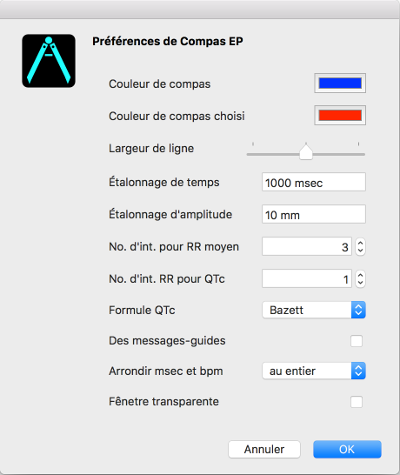 Préférences de Compas EP
Couleur de compas
Couleur de compas choisi
Largeur de ligne
Étalonnage de temps 1000 msec
Étalonnage d'amplitude 10 mm
No. d'int. pour RR moyen 3
No. d'int. RR pour QTc 1
Formule QTc Bazett
Des messages-guides
Arrondir msec et bpm au entier
Fênetre transparente
Annuler OK